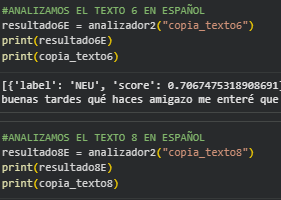 #ANALIZAMOS EL TEXTO 6 EN ESPAÑOL
resultado6E = analizador2("copia_texto6")
print(resultado6E)
print(copia_texto6)
[{'label': 'NEU', 'score': 0.7067475318908691}
buenas tardes qué haces amigazo me enteré que
#ANALIZAMOS EL TEXTO 8 EN ESPAÑOL
resultado8E = analizador2("copia_texto8")
print(resultado8E)
print(copia_texto8)